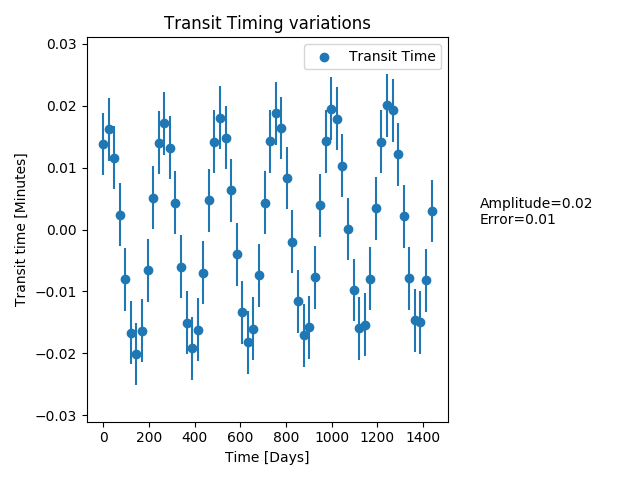 Transit Timing variations
Transit Time
Transit time [Minutes]
0.03
0.02
0.01
0.00
−0.01
−0.02
−0.03
0 200 400 600 800 1000 1200 1400
Time [Days]
Amplitude=0.02
Error=0.01